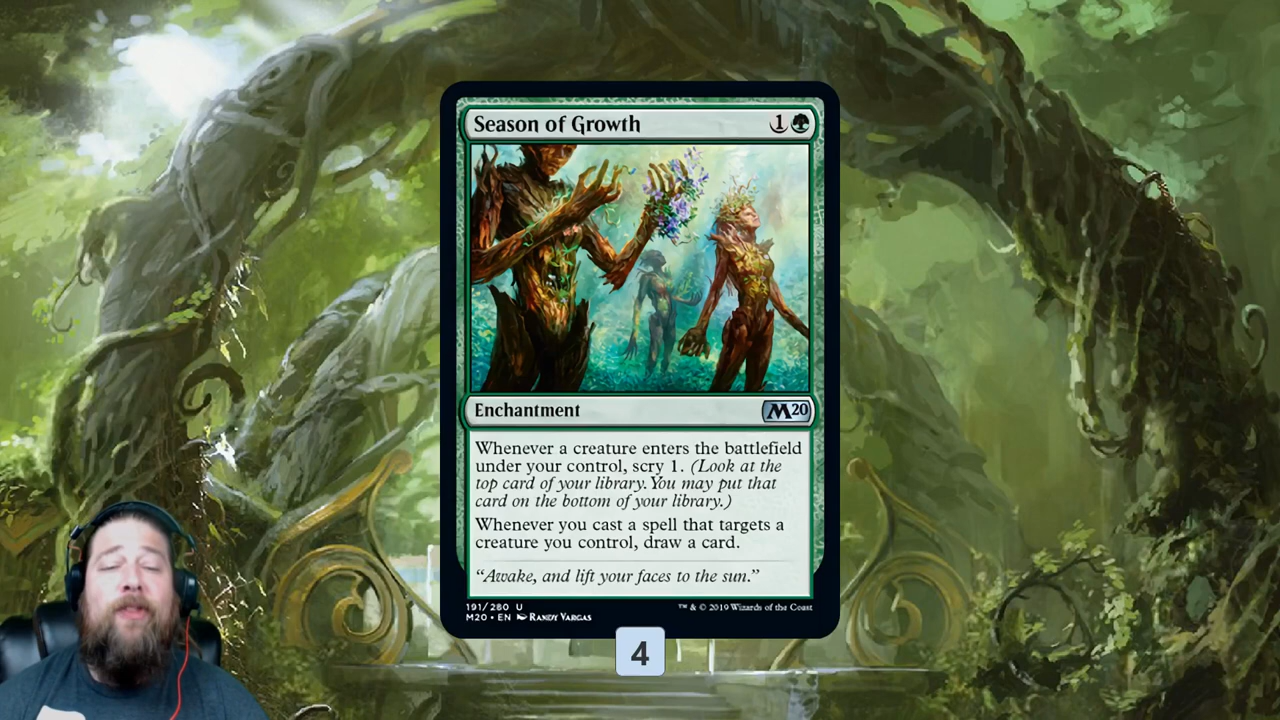 Season of Growth 1
Enchantment M20
Whenever a creature enters the battlefield
under your control, scry 1. (Look at the
top card of your library. You may put that
card on the bottom of your library.)
Whenever you cast a spell that targets a
creature you control, draw a card.
“Awake, and lift your faces to the sun.”
191/280 U
M20 • EN Randy Vargas
™ & © 2019 Wizards of the Coast
4